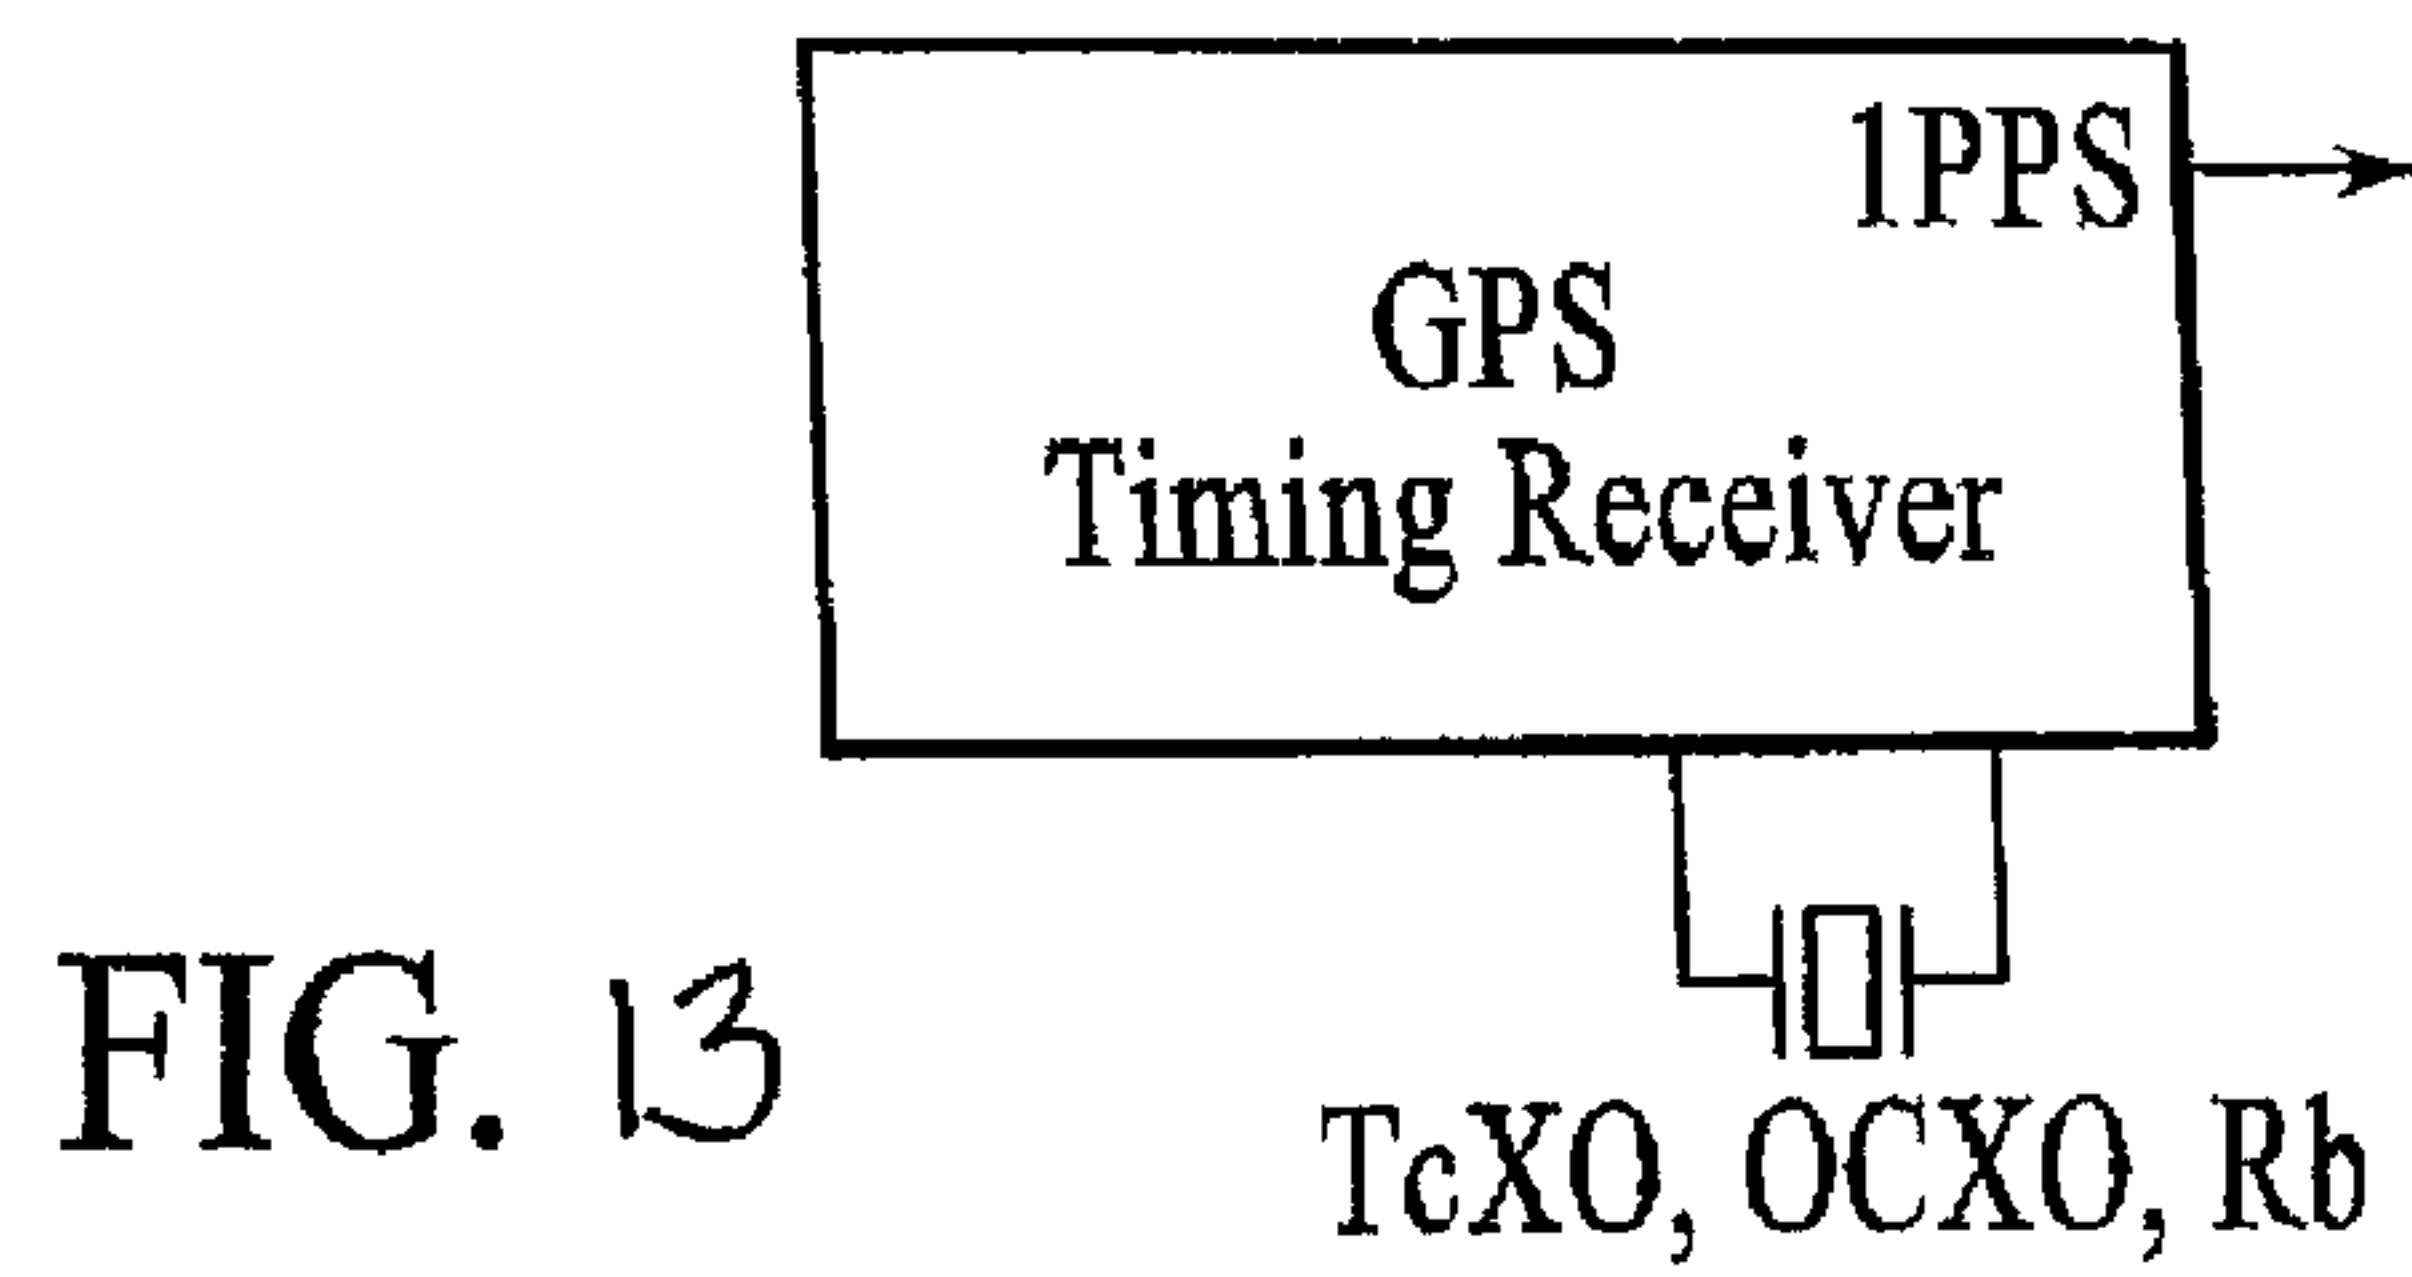 1PPS
GPS
Timing Receiver
FIG. 13
TcXO, OCXO, Rb